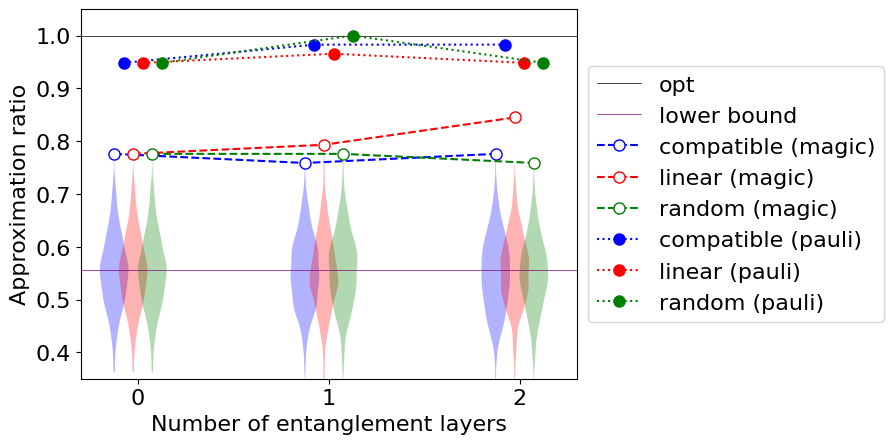 1.0
0.9
0.8
0.7
0.6
0.5
0.4
Approximation ratio
0
1
2
Number of entanglement layers
opt
lower bound
compatible (magic)
linear (magic)
random (magic)
compatible (pauli)
linear (pauli)
random (pauli)